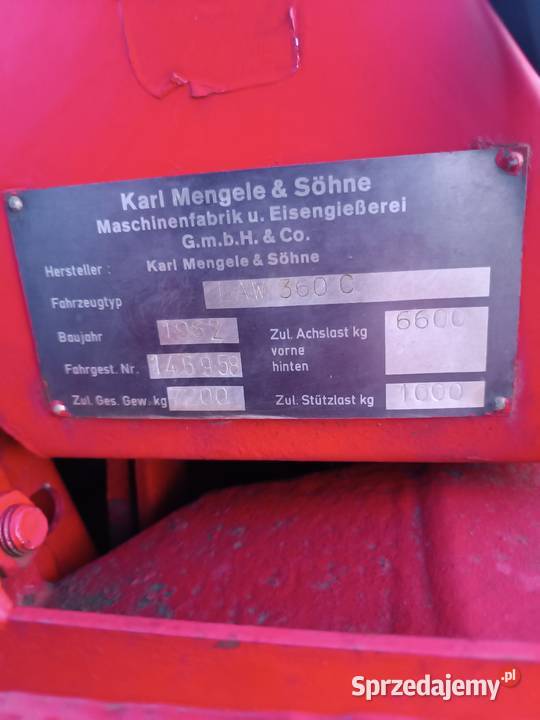 Karl Mengele & Söhne
Maschinenfabrik u. Eisengießerei
G.m.b.H. & Co.
Hersteller : Karl Mengele & Söhne
Fahrzeugtyp LAW 360 C
Baujahr Zul. Achslast kg 6600
vorne
Fahrgest. Nr. 145958 hinten
Zul. Ges. Gew. kg Zul. Stützlast kg 1000
Sprzedajemy.pl